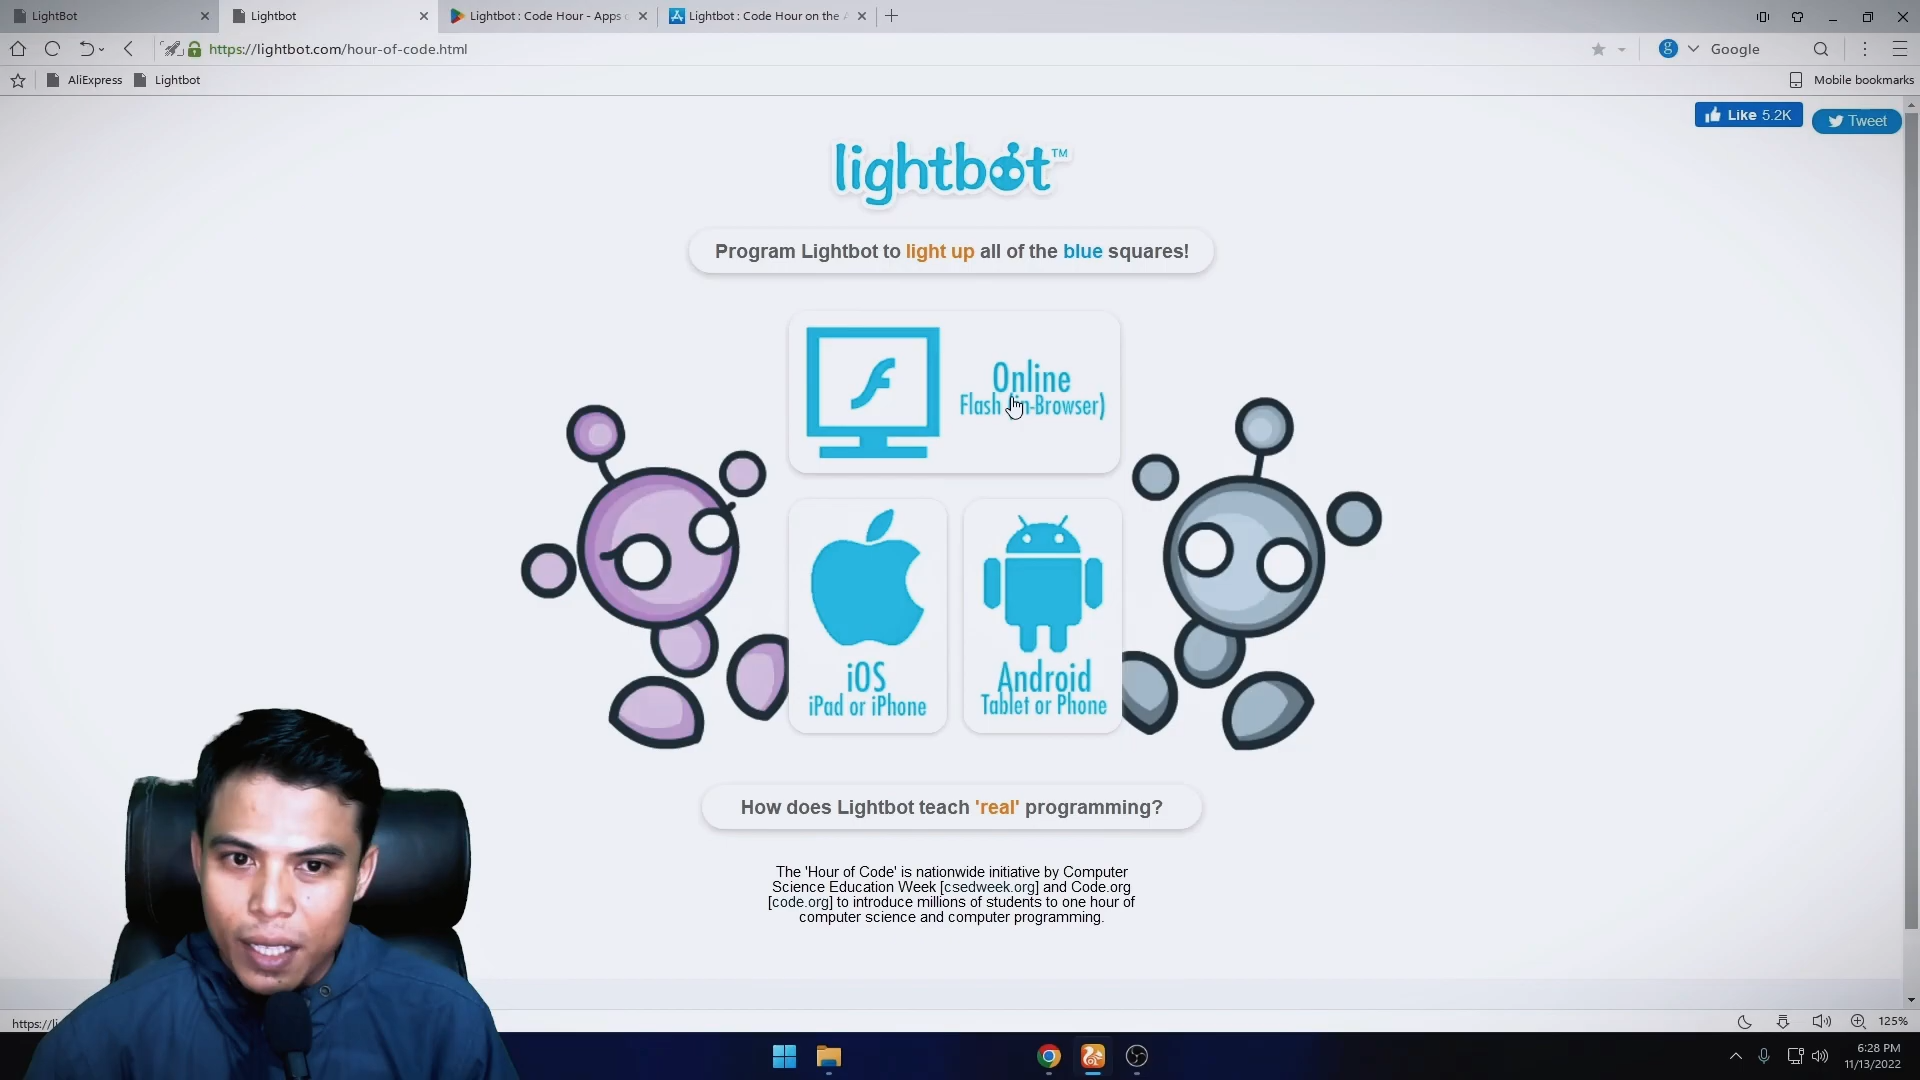 LightBot
Lightbot
Lightbot : Code Hour - Apps
Lightbot : Code Hour on the
https://lightbot.com/hour-of-code.html
Google
AliExpress
Lightbot
Mobile bookmarks
Like 5.2K
Tweet
lightbot™
Program Lightbot to light up all of the blue squares!
Online
Flash (in-Browser)
iOS
iPad or iPhone
Android
Tablet or Phone
How does Lightbot teach 'real' programming?
The 'Hour of Code' is nationwide initiative by Computer
Science Education Week [csedweek.org] and Code.org
[code.org] to introduce millions of students to one hour of
computer science and computer programming.
https://li
125%
6:28 PM
11/13/2022